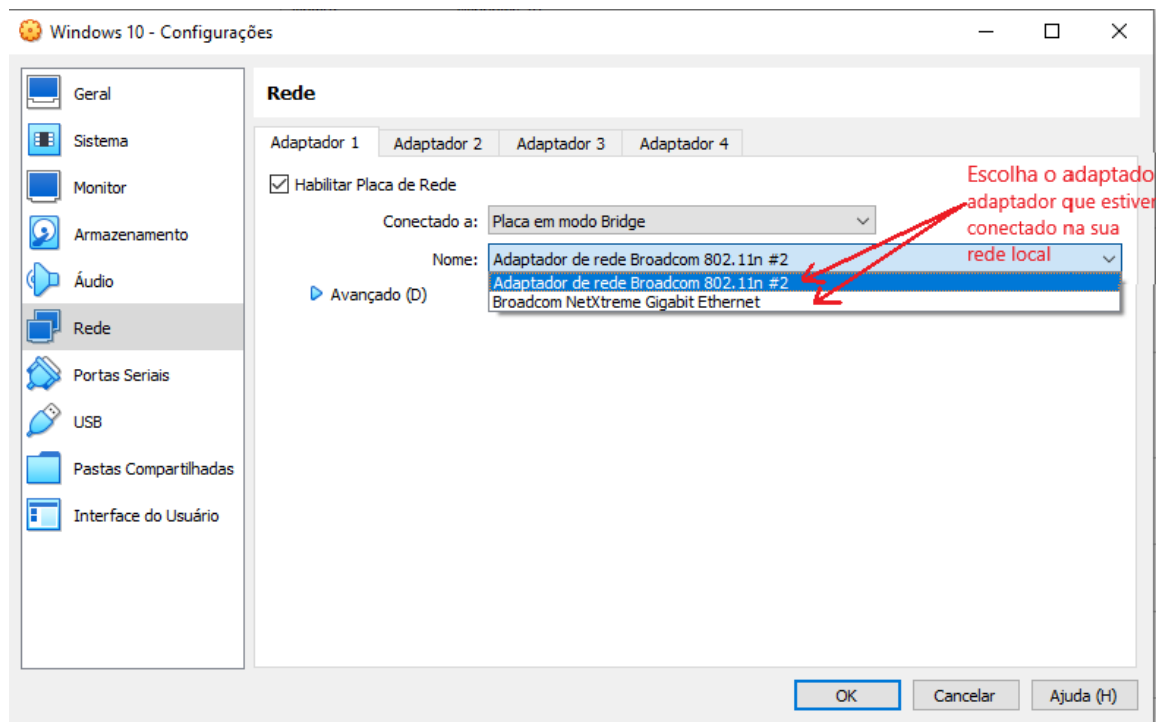 Windows 10 - Configurações
Geral
Sistema
Monitor
Armazenamento
Áudio
Rede
Portas Seriais
USB
Pastas Compartilhadas
Interface do Usuário
Rede
Adaptador 1 Adaptador 2 Adaptador 3 Adaptador 4
Habilitar Placa de Rede
Conectado a: Placa em modo Bridge
Nome: Adaptador de rede Broadcom 802.11n #2
Adaptador de rede Broadcom 802.11n #2
Broadcom NetXtreme Gigabit Ethernet
Avançado (D)
Escolha o adaptado
adaptador que estiver
conectado na sua
rede local
OK Cancelar Ajuda (H)